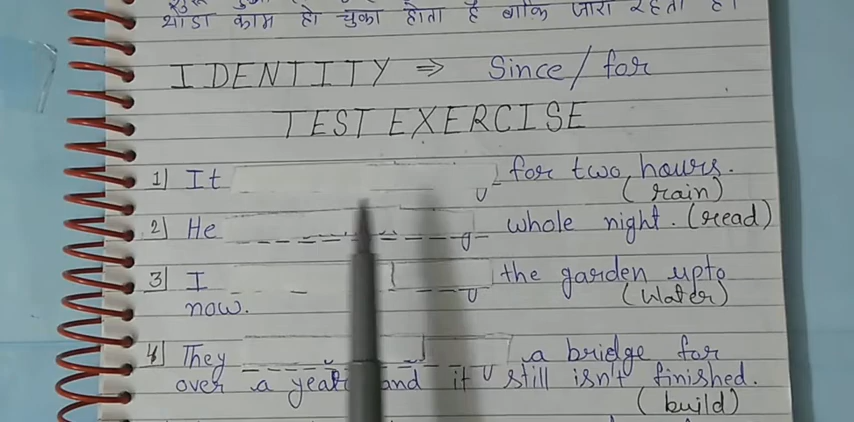 थोडा काम हो चुका होता है बाकि जारी रहता है।
IDENTITY ⇒ Since/for
TEST EXERCISE
1] It for two hours.
(rain)
2] He _ _ _ _ _ _ _ _ whole night. (read)
3] I _ _ the garden upto
now. (Water)
4] They _ _ _ _ _ _ a bridge for
over a year and it still isn't finished.
(build)